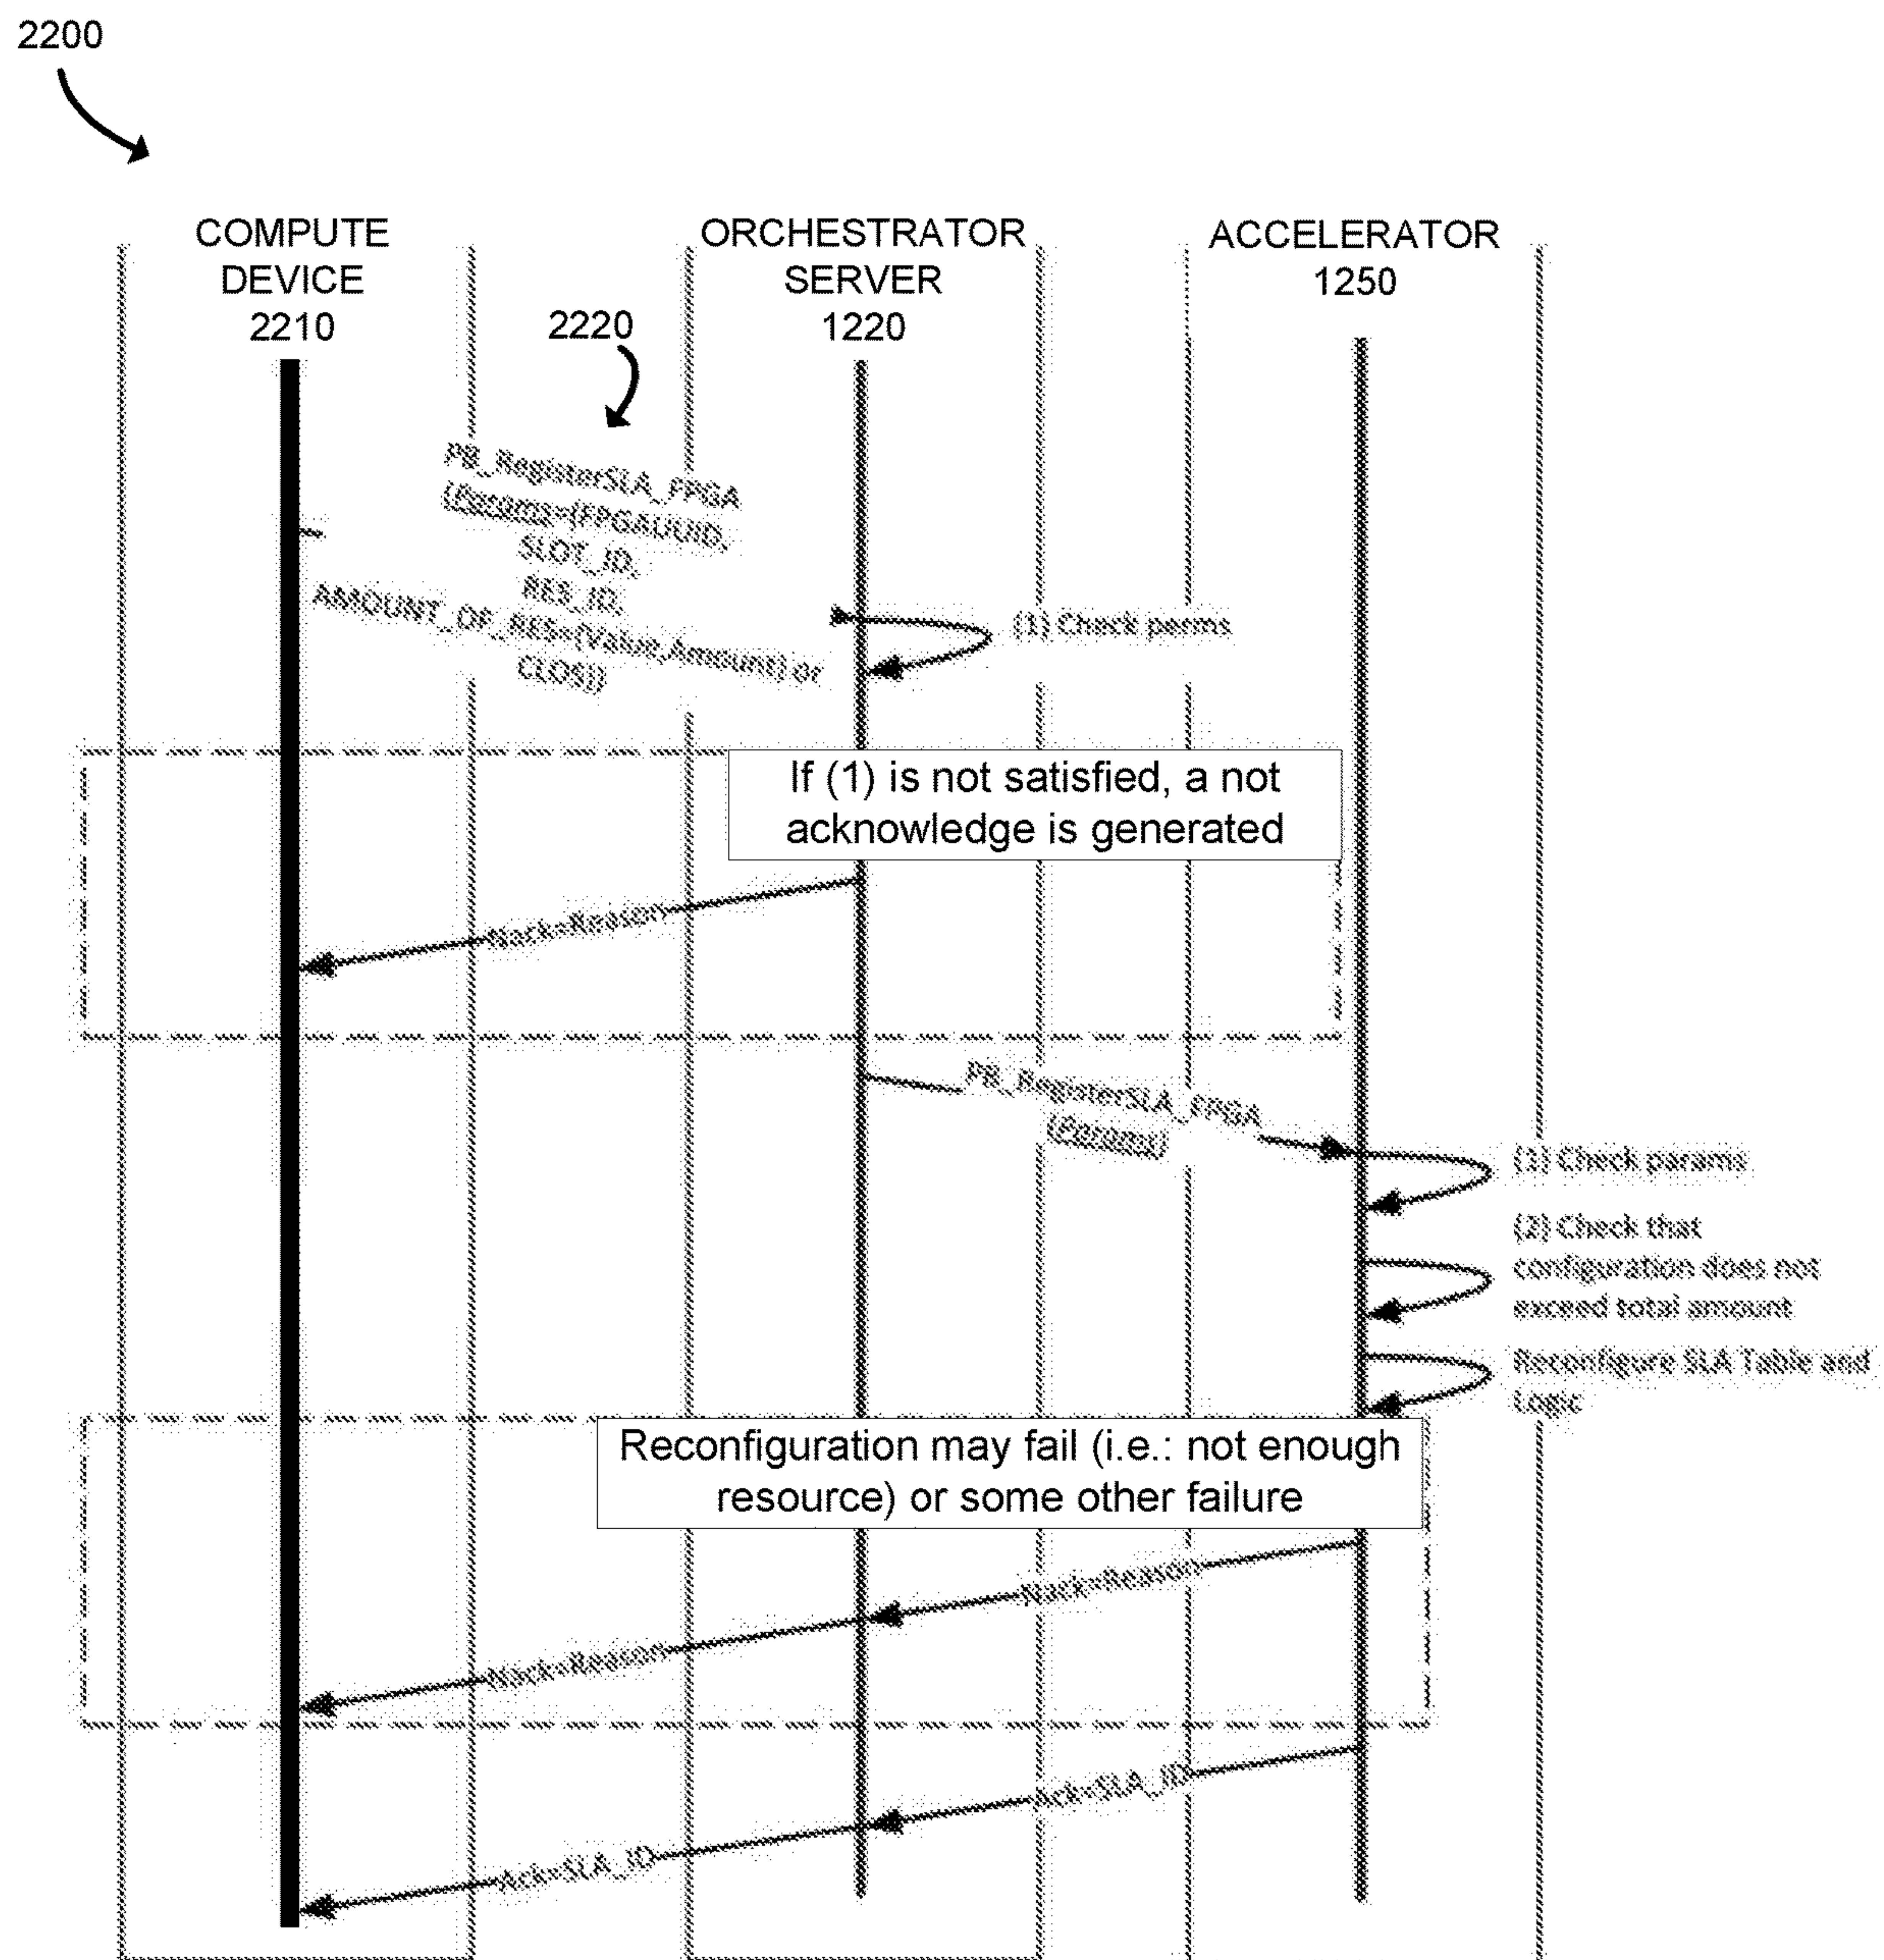 2200
COMPUTE
DEVICE
2210
ORCHESTRATOR
SERVER
1220
ACCELERATOR
1250
2220
PB_RegisterSLA_FPGA
(Params={FPGAUUID,
SLOT_ID,
RES_ID,
AMOUNT_OF_RES={Value,Amount} or
CLOS})
(1) Check perms
If (1) is not satisfied, a not
acknowledge is generated
Nack=Reason
PB_RegisterSLA_FPGA
(Params)
(1) Check params
(2) Check that
configuration does not
exceed total amount
Reconfigure SLA Table and
Logic
Reconfiguration may fail (i.e.: not enough
resource) or some other failure
Nack=Reason
Nack=Reason
Ack=SLA_ID
Ack=SLA_ID